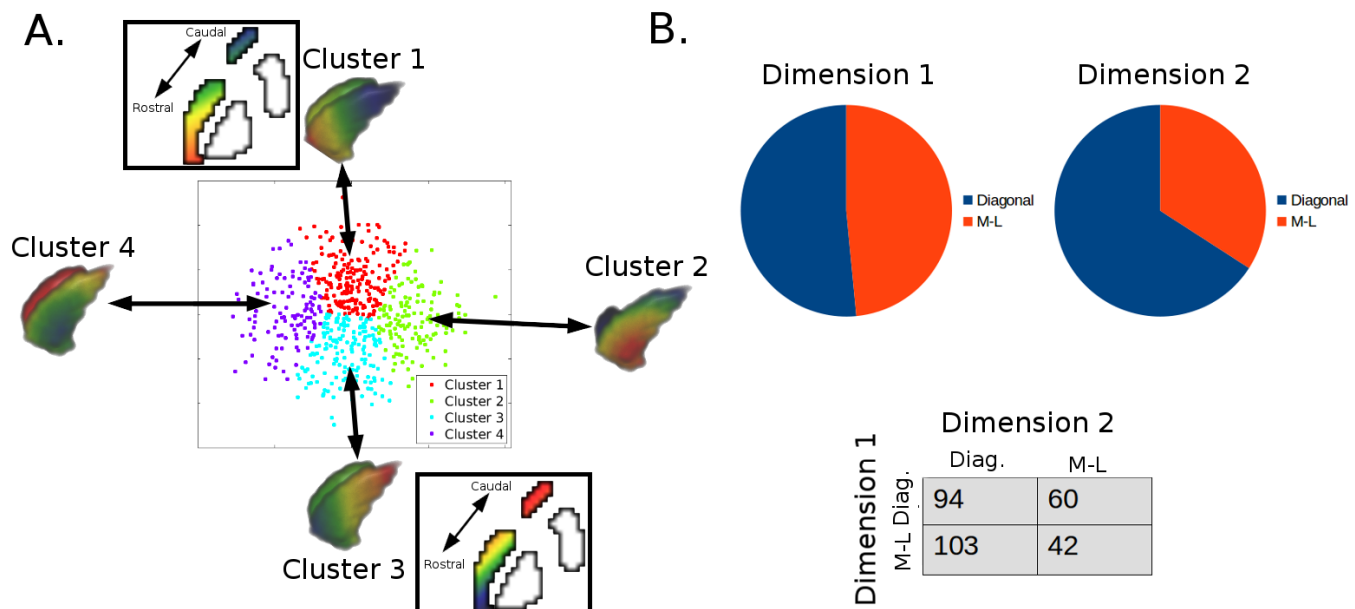 A.
Caudal
Rostral
Cluster 1
Cluster 4
Cluster 2
Cluster 1
Cluster 2
Cluster 3
Cluster 4
Cluster 3
Caudal
Rostral
B.
Dimension 1
Diagonal
M-L
Dimension 2
Diagonal
M-L
Dimension 2
Diag.
M-L
Dimension 1
Diag.
94
60
M-L
103
42